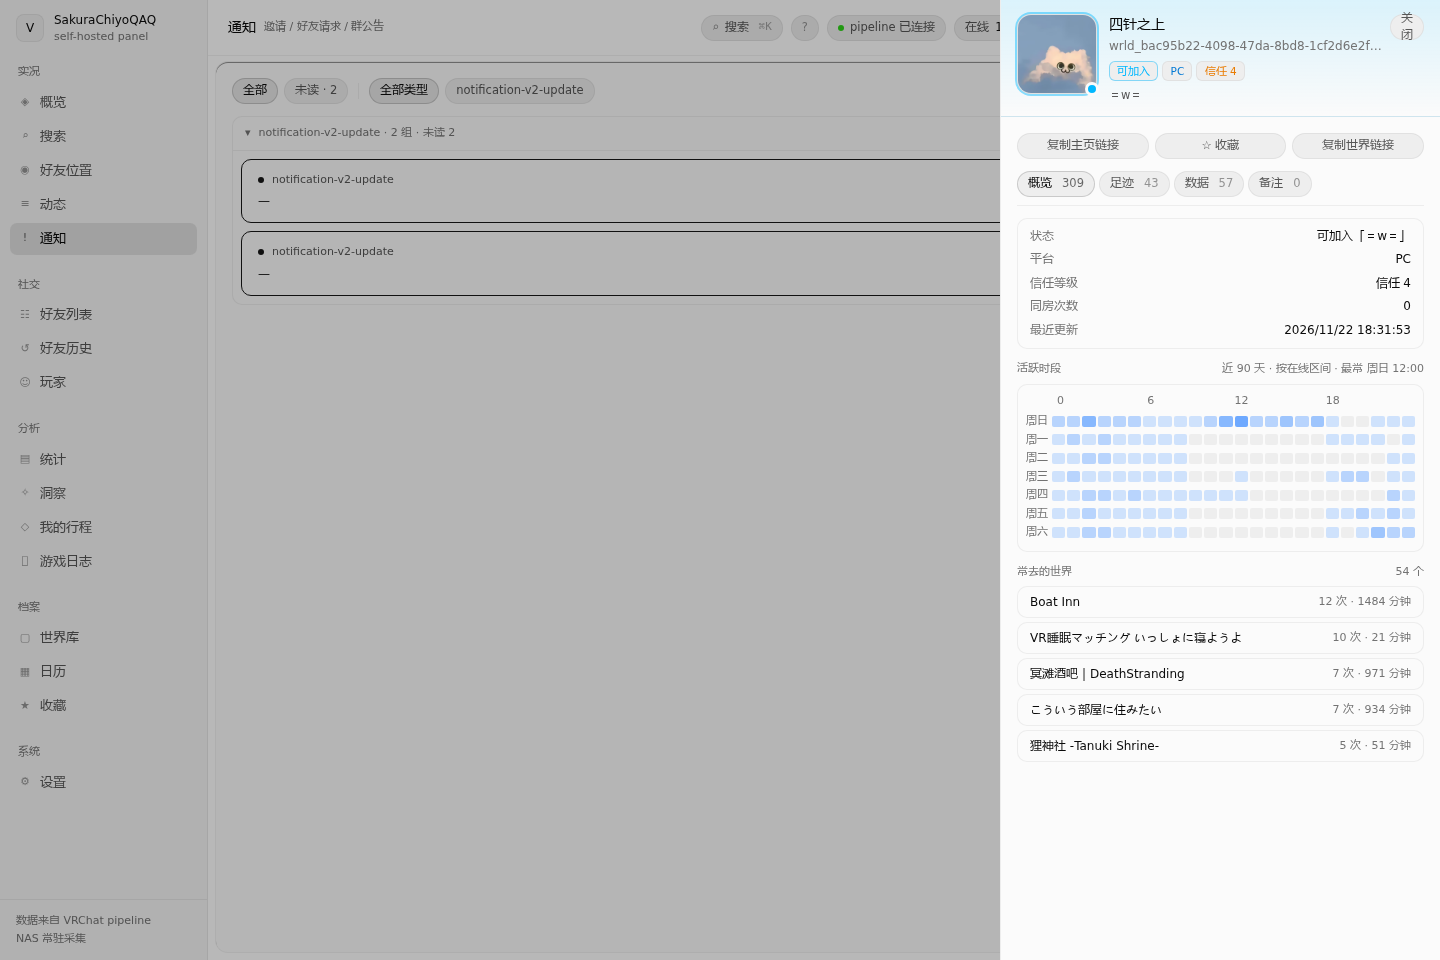 V
SakuraChiyoQAQ
self-hosted panel
实况
概览
搜索
好友位置
动态
! 通知
社交
好友列表
好友历史
玩家
分析
统计
洞察
我的行程
游戏日志
档案
世界库
日历
收藏
系统
设置
数据来自 VRChat pipeline
NAS 常驻采集
通知 邀请 / 好友请求 / 群公告
搜索 ⌘K
?
pipeline 已连接
在线 1
全部 未读 · 2 全部类型 notification-v2-update
▾ notification-v2-update · 2 组 · 未读 2
notification-v2-update
—
notification-v2-update
—
四针之上
关闭
wrld_bac95b22-4098-47da-8bd8-1cf2d6e2f...
可加入 PC 信任 4
= w =
复制主页链接 ☆ 收藏 复制世界链接
概览 309 足迹 43 数据 57 备注 0
状态 可加入「 = w = 」
平台 PC
信任等级 信任 4
同房次数 0
最近更新 2026/11/22 18:31:53
活跃时段 近 90 天 · 按在线区间 · 最常 周日 12:00
0 6 12 18
周日
周一
周二
周三
周四
周五
周六
常去的世界 54 个
Boat Inn 12 次 · 1484 分钟
VR睡眠マッチング いっしょに寝ようよ 10 次 · 21 分钟
冥滩酒吧 | DeathStranding 7 次 · 971 分钟
こういう部屋に住みたい 7 次 · 934 分钟
狸神社 -Tanuki Shrine- 5 次 · 51 分钟